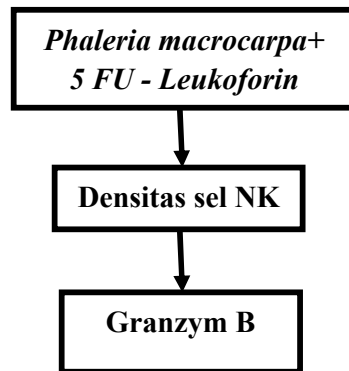 Phaleria macrocarpa+
5 FU - Leukoforin
Densitas sel NK
Granzym B